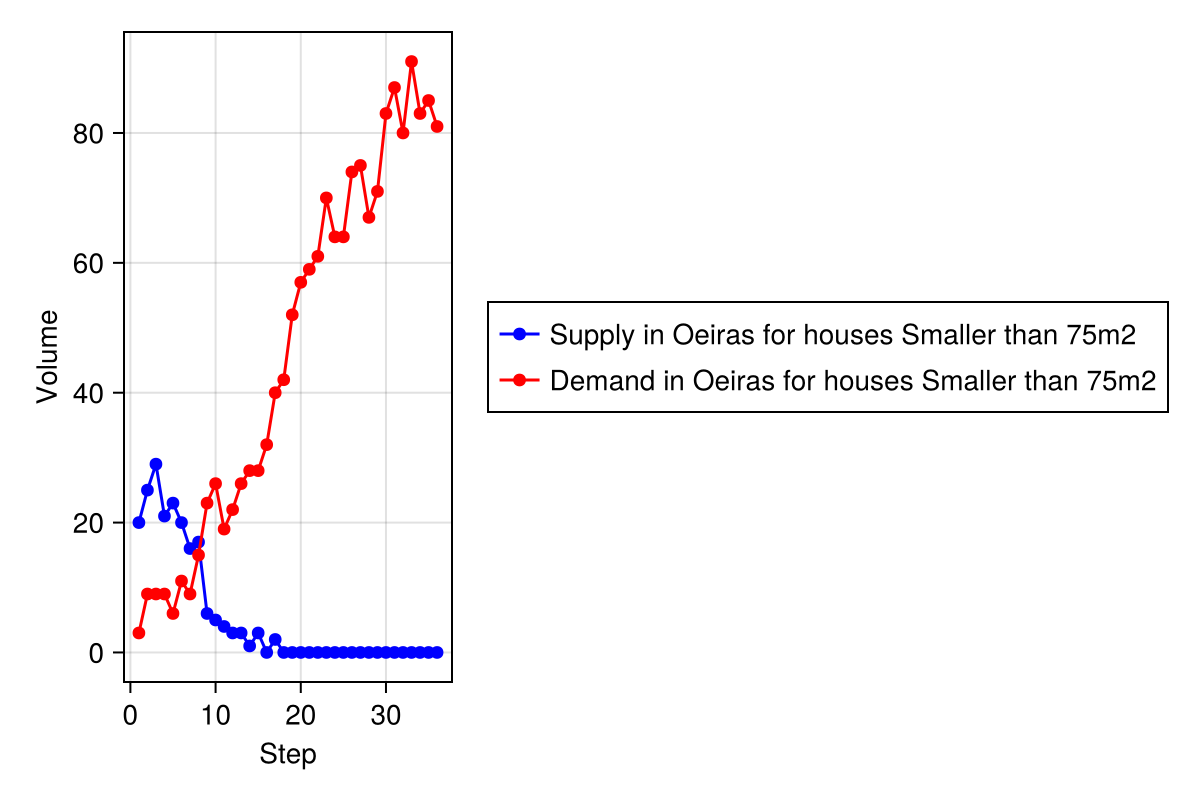 80
60
40
20
0
Volume
0 10 20 30
Step
Supply in Oeiras for houses Smaller than 75m2
Demand in Oeiras for houses Smaller than 75m2